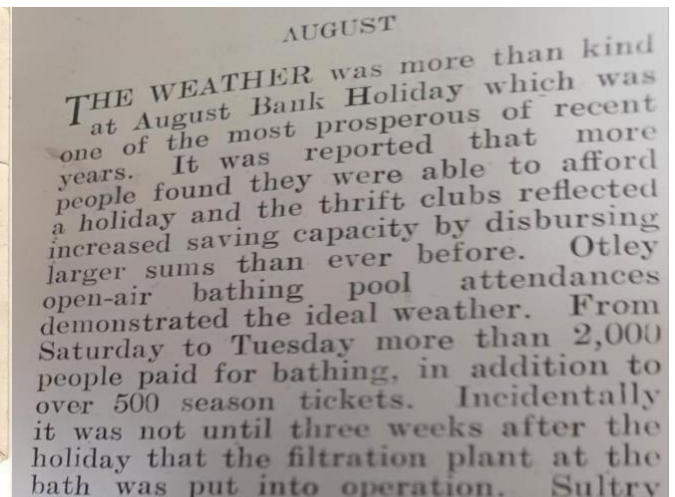 AUGUST
THE WEATHER was more than kind
at August Bank Holiday which was
one of the most prosperous of recent
years. It was reported that more
people found they were able to afford
a holiday and the thrift clubs reflected
increased saving capacity by disbursing
larger sums than ever before. Otley
open-air bathing pool attendances
demonstrated the ideal weather. From
Saturday to Tuesday more than 2,000
people paid for bathing, in addition to
over 500 season tickets. Incidentally
it was not until three weeks after the
holiday that the filtration plant at the
bath was put into operation. Sultry